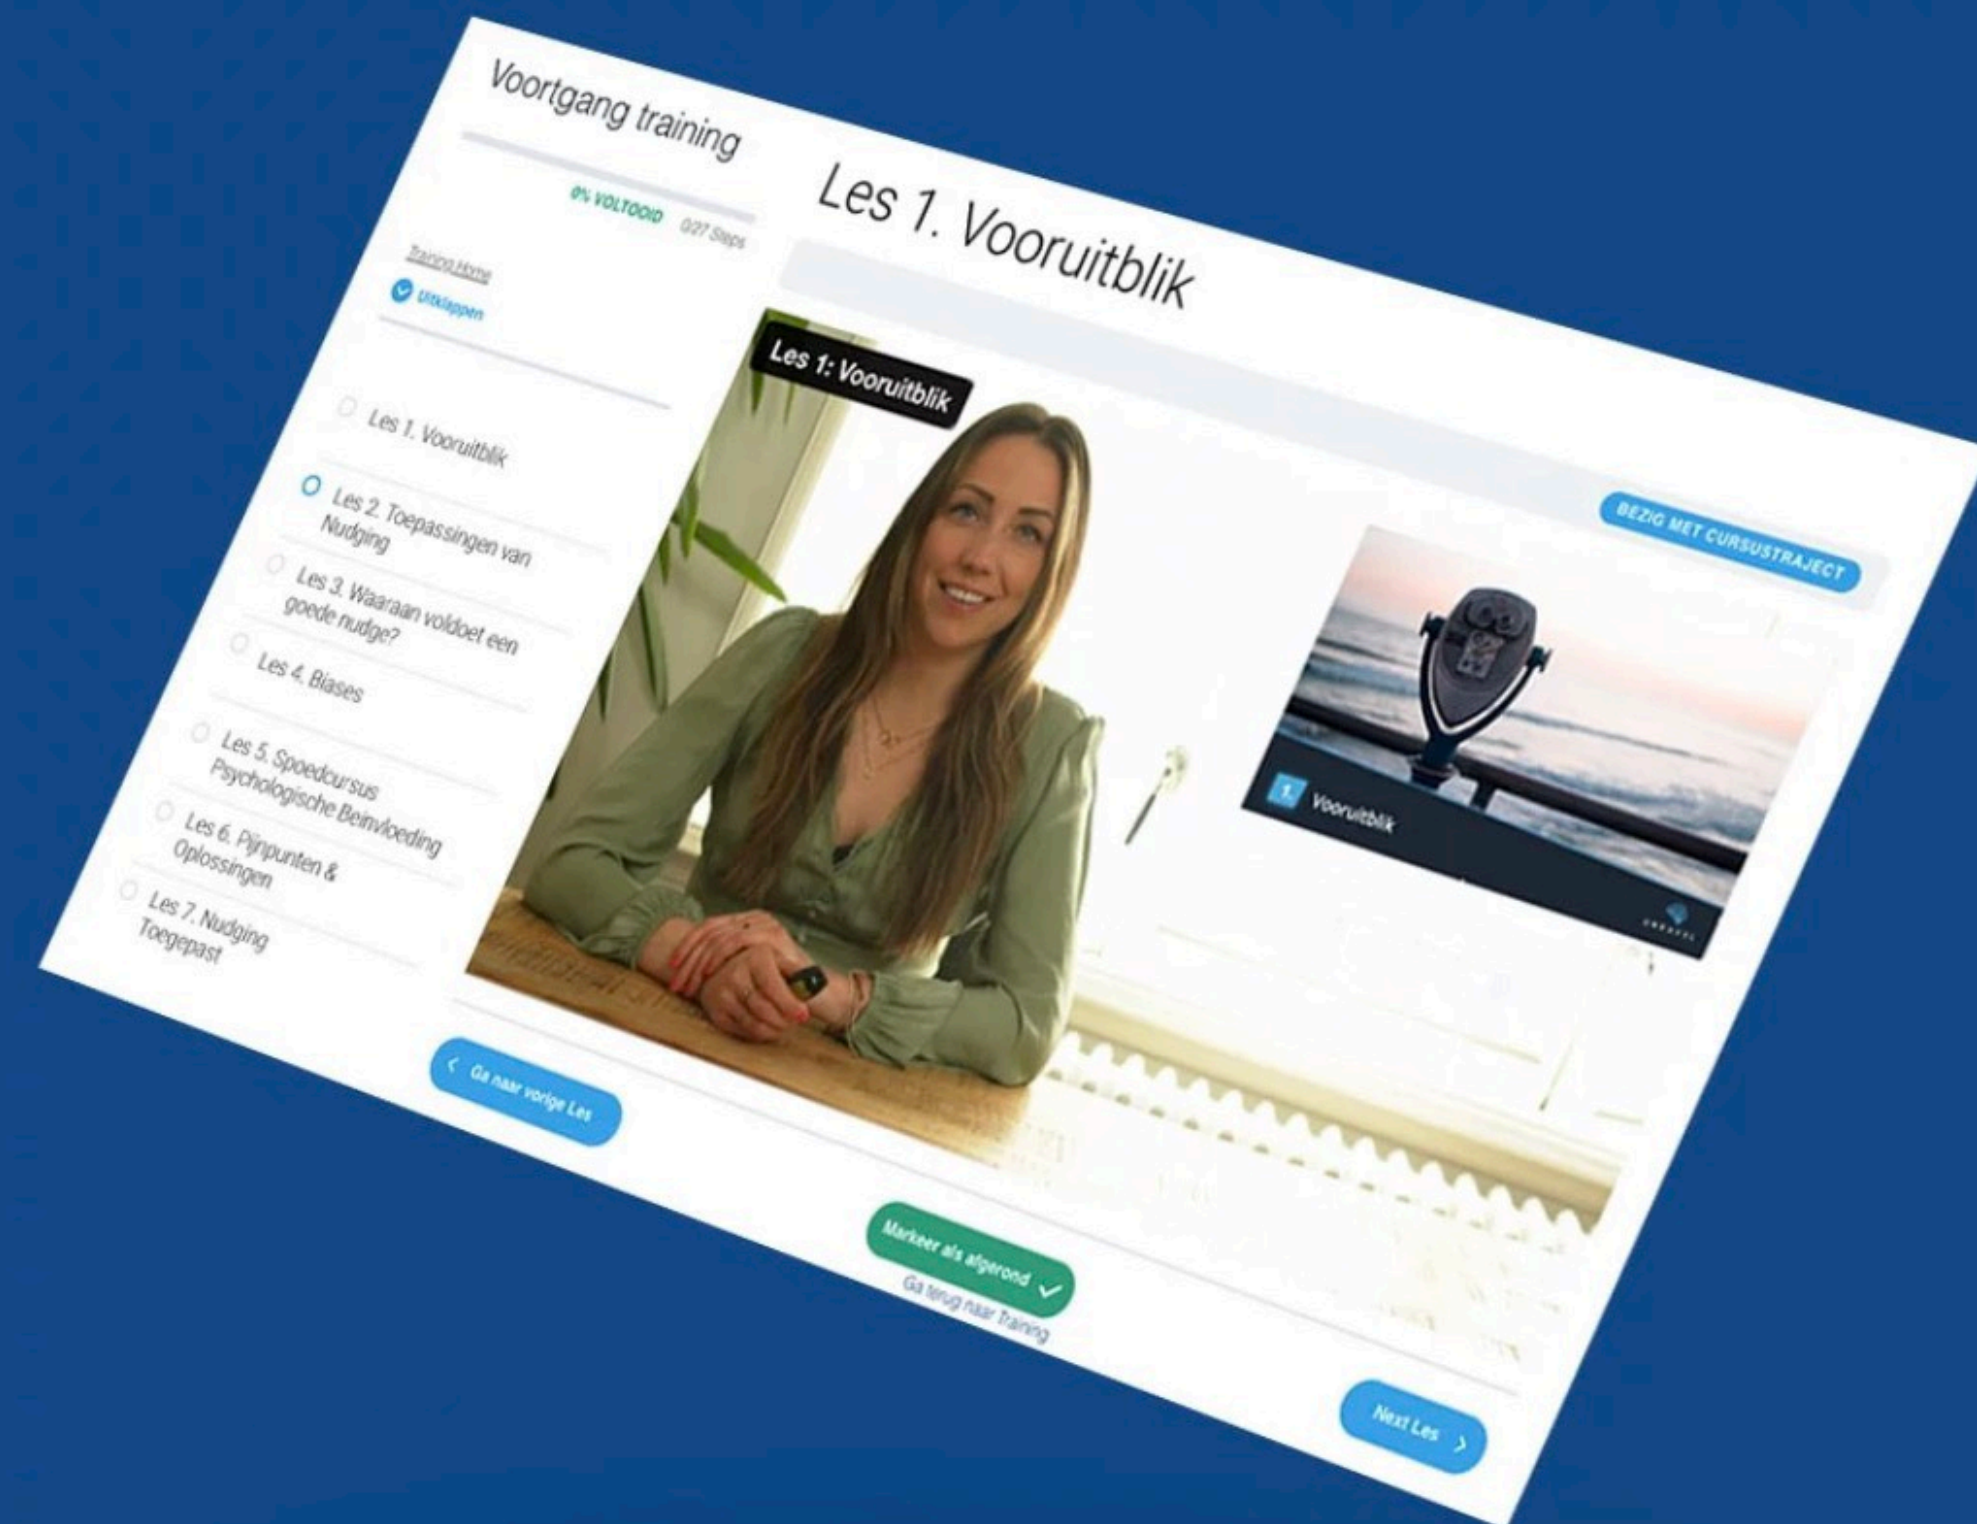 Voortgang training
0% VOLTOOID 0/27 Steps
Training Home
Uitklappen
Les 1. Vooruitblik
Les 2. Toepassingen van
Nudging
Les 3. Waaraan voldoet een
goede nudge?
Les 4. Biases
Les 5. Spoedcursus
Psychologische Beïnvloeding
Les 6. Pijnpunten &
Oplossingen
Les 7. Nudging
Toegepast
Les 1. Vooruitblik
BEZIG MET CURSUSTRAJECT
Les 1: Vooruitblik
1. Vooruitblik
Ga naar vorige Les
Markeer als afgerond
Ga terug naar Training
Next Les